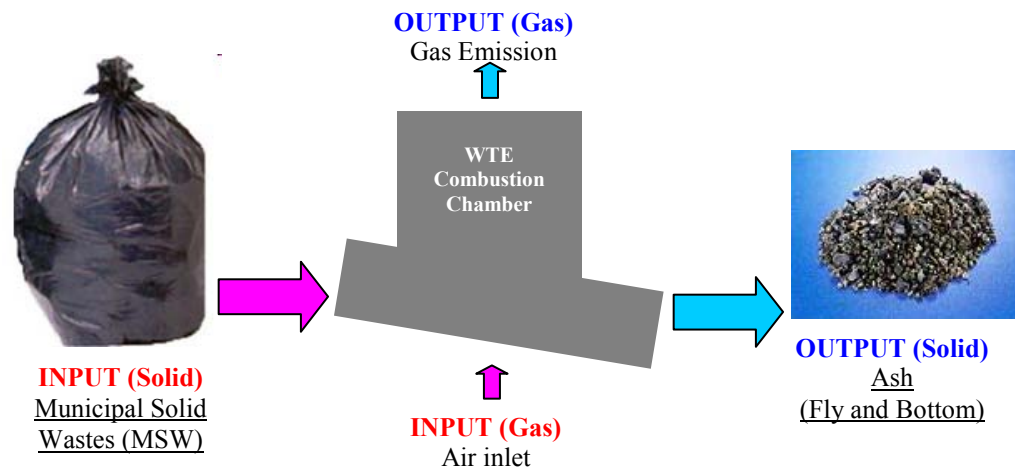 OUTPUT (Gas)
Gas Emission
WTE
Combustion
Chamber
INPUT (Solid)
Municipal Solid
Wastes (MSW)
INPUT (Gas)
Air inlet
OUTPUT (Solid)
Ash
(Fly and Bottom)